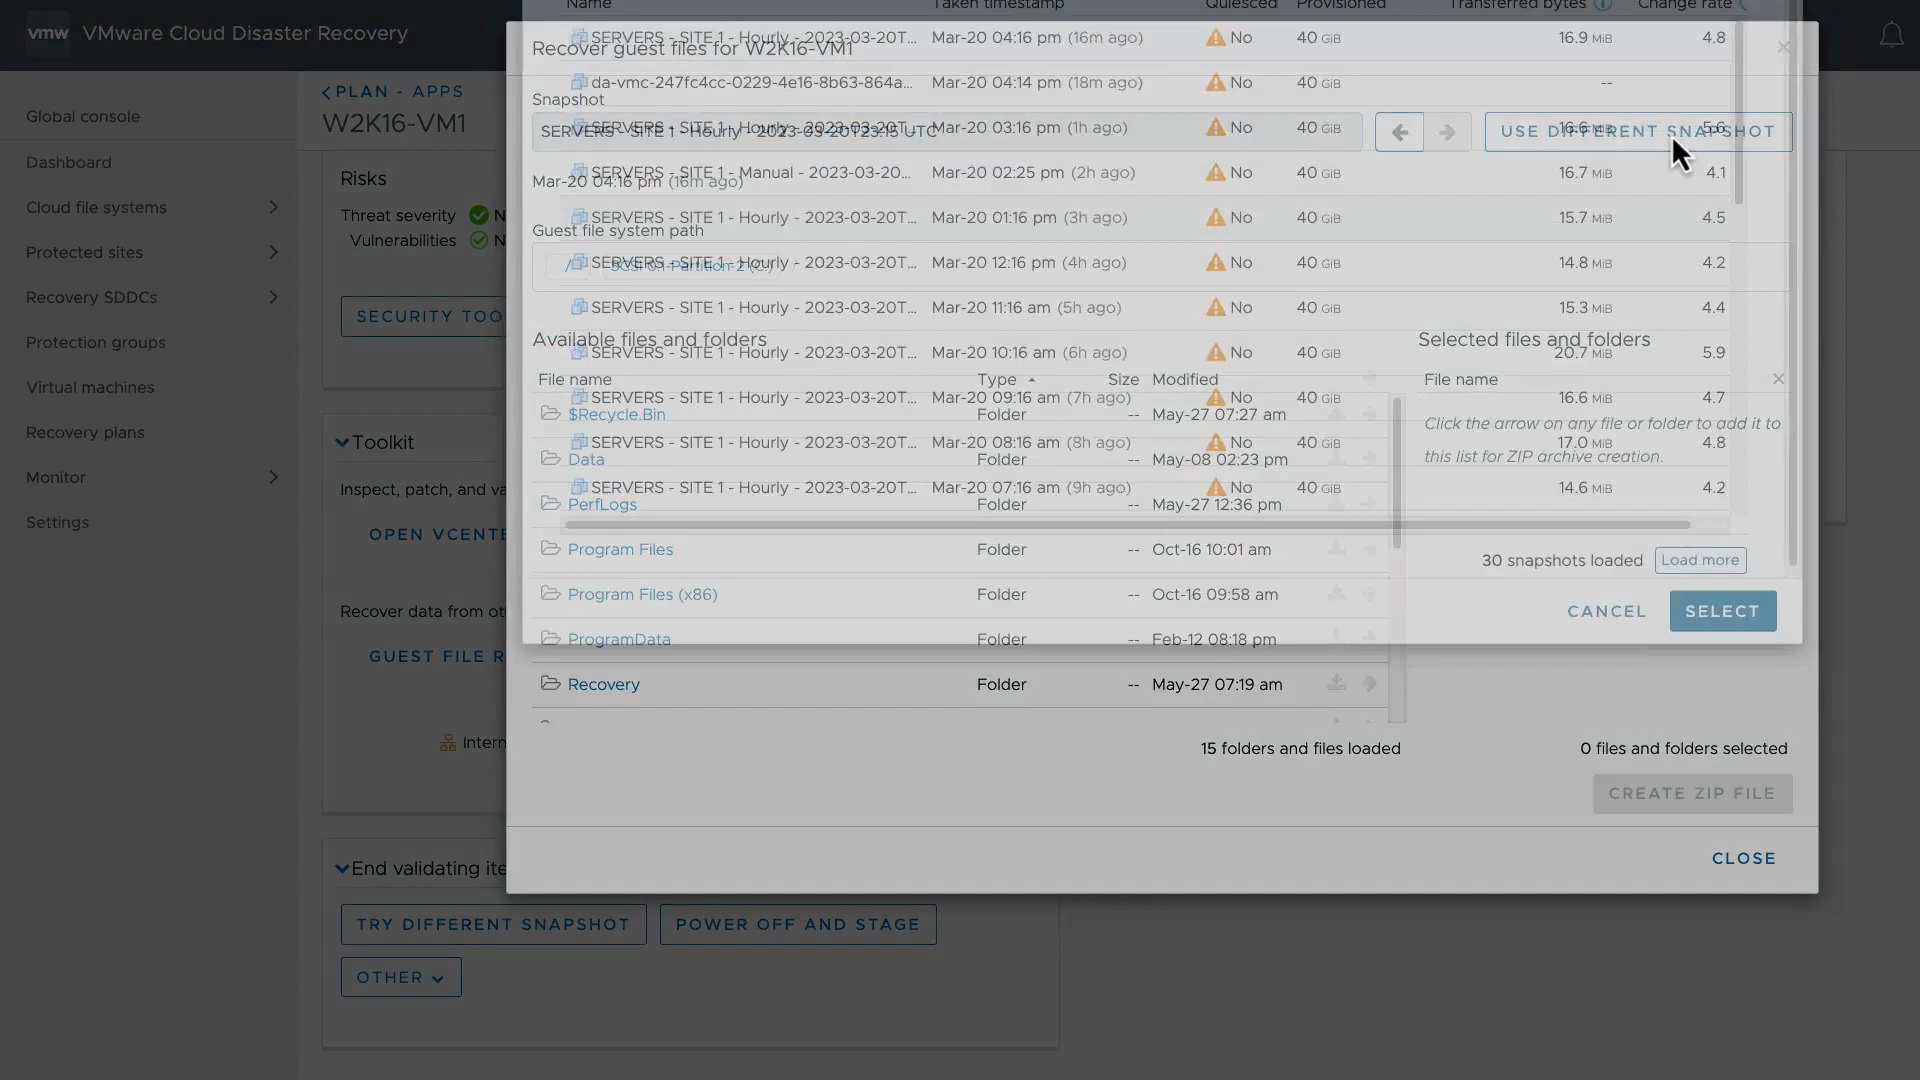 vmw VMware Cloud Disaster Recovery
Global console
Dashboard
Cloud file systems
Protected sites
Recovery SDDCs
Protection groups
Virtual machines
Recovery plans
Monitor
Settings
PLAN - APPS
W2K16-VM1
Risks
Threat severity N
Vulnerabilities N
SECURITY TOO
Toolkit
Inspect, patch, and va
OPEN VCENTE
Recover data from ot
GUEST FILE R
Intern
End validating ite
TRY DIFFERENT SNAPSHOT POWER OFF AND STAGE
OTHER
Name Taken timestamp Quiesced Provisioned Transferred bytes Change rate
SERVERS - SITE 1 - Hourly - 2023-03-20T... Mar-20 04:16 pm (16m ago) No 40 GiB 16.9 MiB 4.8
da-vmc-247fc4cc-0229-4e16-8b63-864a... Mar-20 04:14 pm (18m ago) No 40 GiB --
SERVERS - SITE 1 - Hourly - 2023-03-20T... Mar-20 03:16 pm (1h ago) No 40 GiB 16.6 MiB 5.6
SERVERS - SITE 1 - Manual - 2023-03-20... Mar-20 02:25 pm (2h ago) No 40 GiB 16.7 MiB 4.1
SERVERS - SITE 1 - Hourly - 2023-03-20T... Mar-20 01:16 pm (3h ago) No 40 GiB 15.7 MiB 4.5
SERVERS - SITE 1 - Hourly - 2023-03-20T... Mar-20 12:16 pm (4h ago) No 40 GiB 14.8 MiB 4.2
SERVERS - SITE 1 - Hourly - 2023-03-20T... Mar-20 11:16 am (5h ago) No 40 GiB 15.3 MiB 4.4
SERVERS - SITE 1 - Hourly - 2023-03-20T... Mar-20 10:16 am (6h ago) No 40 GiB 20.7 MiB 5.9
SERVERS - SITE 1 - Hourly - 2023-03-20T... Mar-20 09:16 am (7h ago) No 40 GiB 16.6 MiB 4.7
SERVERS - SITE 1 - Hourly - 2023-03-20T... Mar-20 08:16 am (8h ago) No 40 GiB 17.0 MiB 4.8
SERVERS - SITE 1 - Hourly - 2023-03-20T... Mar-20 07:16 am (9h ago) No 40 GiB 14.6 MiB 4.2
30 snapshots loaded Load more
CANCEL SELECT
Recover guest files for W2K16-VM1
Snapshot
SERVERS - SITE 1 - Hourly - 2023-03-20T23:15 UTC USE DIFFERENT SNAPSHOT
Mar-20 04:16 pm (16m ago)
Guest file system path
/ SCSI 0:1-Partition-2 (C:) /
Available files and folders
File name Type Size Modified
$Recycle.Bin Folder -- May-27 07:27 am
Data Folder -- May-08 02:23 pm
PerfLogs Folder -- May-27 12:36 pm
Program Files Folder -- Oct-16 10:01 am
Program Files (x86) Folder -- Oct-16 09:58 am
ProgramData Folder -- Feb-12 08:18 pm
Recovery Folder -- May-27 07:19 am
15 folders and files loaded
Selected files and folders
File name
Click the arrow on any file or folder to add it to
this list for ZIP archive creation.
0 files and folders selected
CREATE ZIP FILE
CLOSE